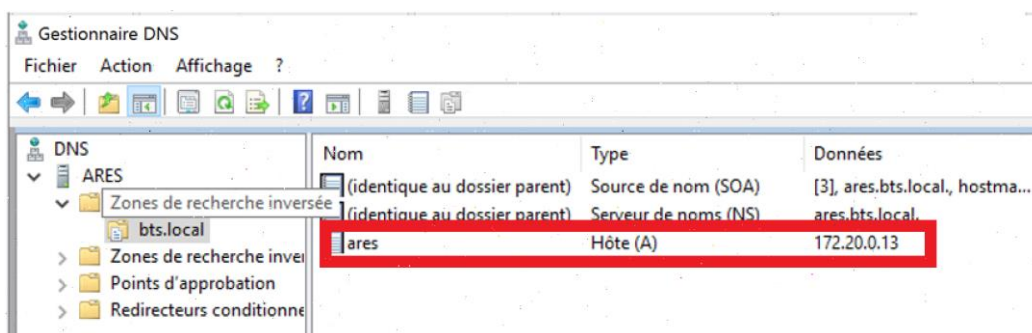 Gestionnaire DNS
Fichier Action Affichage ?
DNS
ARES
Zones de recherche inversée
bts.local
Zones de recherche inver
Points d'approbation
Redirecteurs conditionne
Nom Type Données
(identique au dossier parent) Source de nom (SOA) [3], ares.bts.local., hostma...
(identique au dossier parent) Serveur de noms (NS) ares.bts.local.
ares Hôte (A) 172.20.0.13